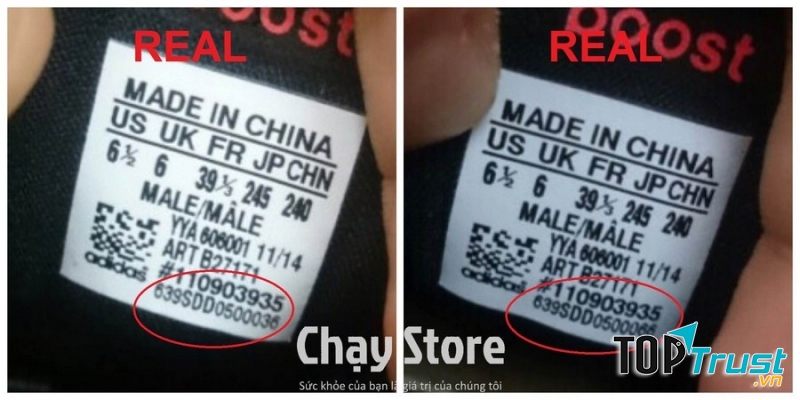 REAL
boost
MADE IN CHINA
US UK FR JP CHN
6½ 6 39⅓ 245 240
MALE/MÂLE
YYA 606001 11/14
ART B27171
#110903935
adidas
639SDD0500036
REAL
boost
MADE IN CHINA
US UK FR JP CHN
6½ 6 39⅓ 245 240
MALE/MÂLE
YYA 606001 11/14
ART B27171
#110903935
adidas
639SDD0500066
Chạy Store
Sức khỏe của bạn là giá trị của chúng tôi
TOPTrust.vn